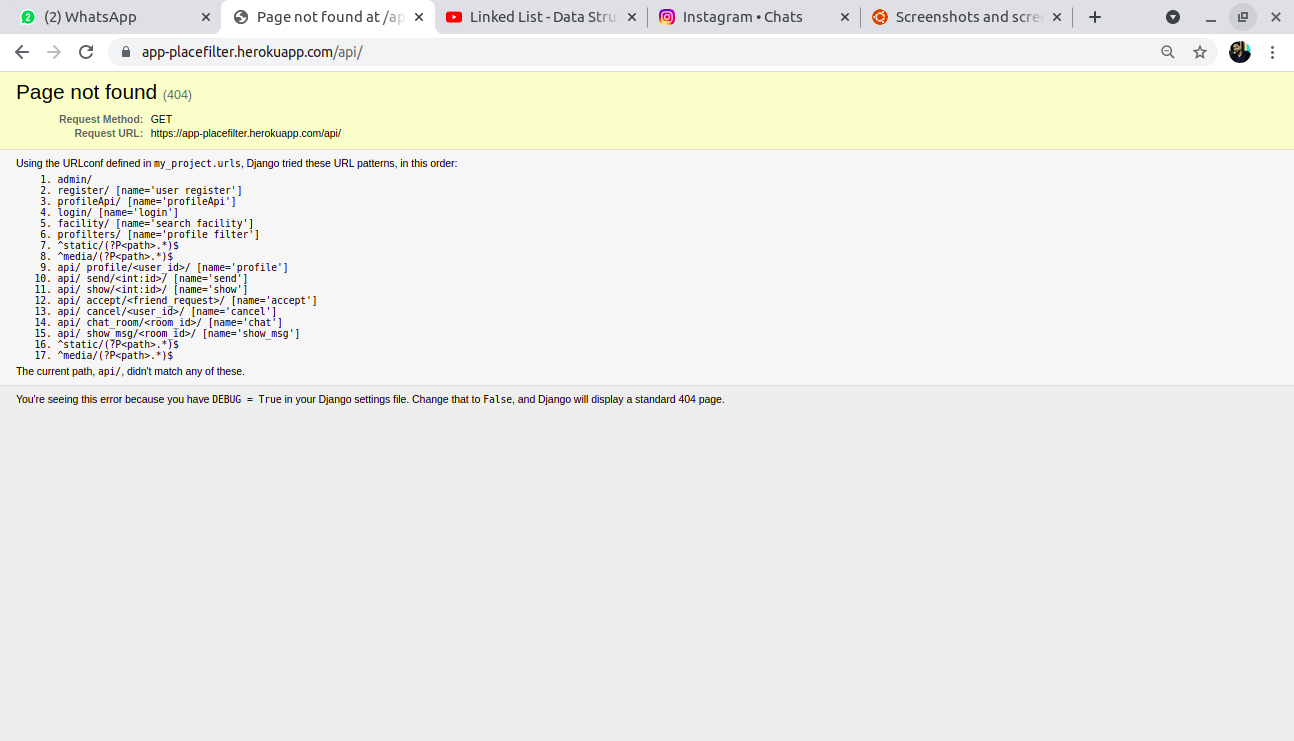 2 (2) WhatsApp
Page not found at /ap
Linked List - Data Stru
Instagram • Chats
Screenshots and scree
app-placefilter.herokuapp.com/api/
Page not found (404)
Request Method: GET
Request URL: https://app-placefilter.herokuapp.com/api/
Using the URLconf defined in my_project.urls, Django tried these URL patterns, in this order:
1. admin/
2. register/ [name='user register']
3. profileApi/ [name='profileApi']
4. login/ [name='login']
5. facility/ [name='search facility']
6. profilters/ [name='profile filter']
7. ^static/(?P<path>.*)$
8. ^media/(?P<path>.*)$
9. api/ profile/<user_id>/ [name='profile']
10. api/ send/<int:id>/ [name='send']
11. api/ show/<int:id>/ [name='show']
12. api/ accept/<friend_request>/ [name='accept']
13. api/ cancel/<user_id>/ [name='cancel']
14. api/ chat_room/<room_id>/ [name='chat']
15. api/ show_msg/<room_id>/ [name='show_msg']
16. ^static/(?P<path>.*)$
17. ^media/(?P<path>.*)$
The current path, api/, didn't match any of these.
You're seeing this error because you have DEBUG = True in your Django settings file. Change that to False, and Django will display a standard 404 page.